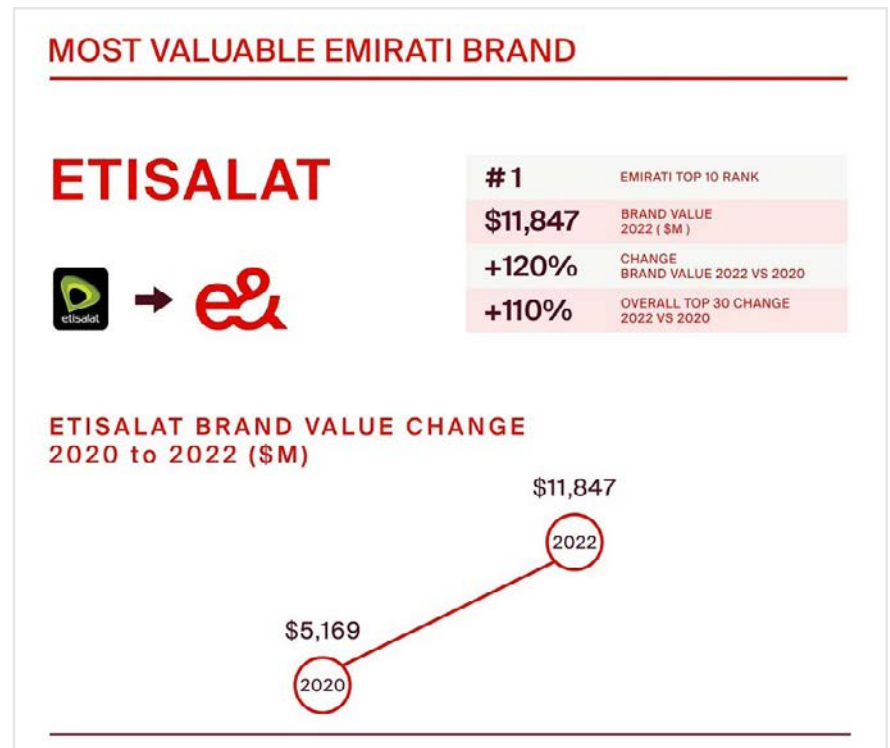 MOST VALUABLE EMIRATI BRAND
ETISALAT
etisalat
e&
#1 EMIRATI TOP 10 RANK
$11,847 BRAND VALUE
2022 ( $M )
+120% CHANGE
BRAND VALUE 2022 VS 2020
+110% OVERALL TOP 30 CHANGE
2022 VS 2020
ETISALAT BRAND VALUE CHANGE
2020 to 2022 ($M)
$11,847
2022
$5,169
2020